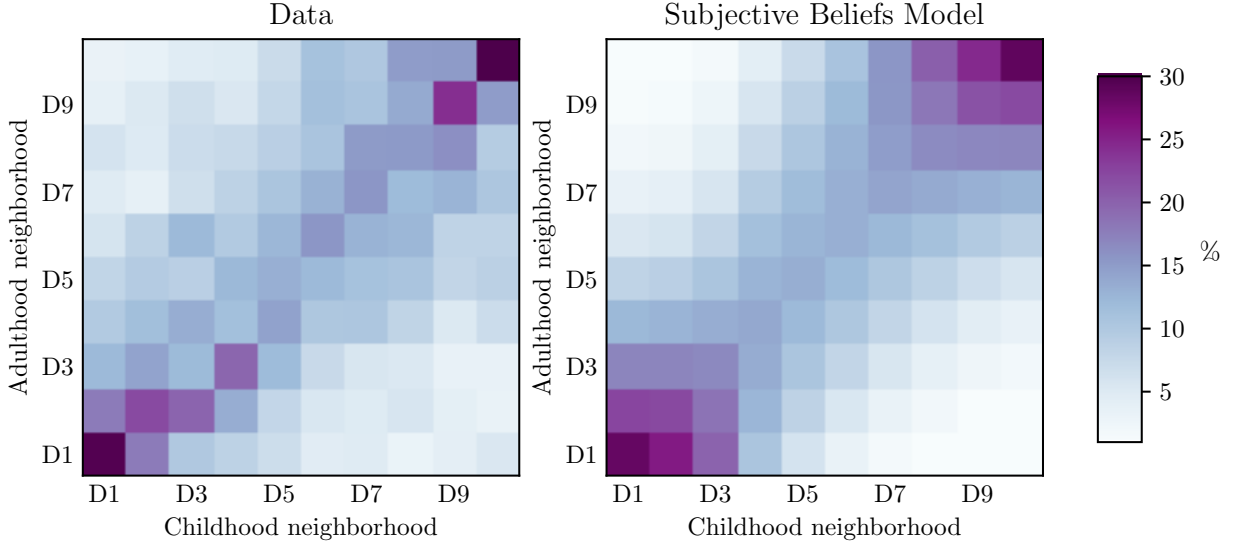 Data
Subjective Beliefs Model
Adulthood neighborhood
D9
D7
D5
D3
D1
D1 D3 D5 D7 D9
Childhood neighborhood
Adulthood neighborhood
D9
D7
D5
D3
D1
D1 D3 D5 D7 D9
Childhood neighborhood
30
25
20
15
10
5
%